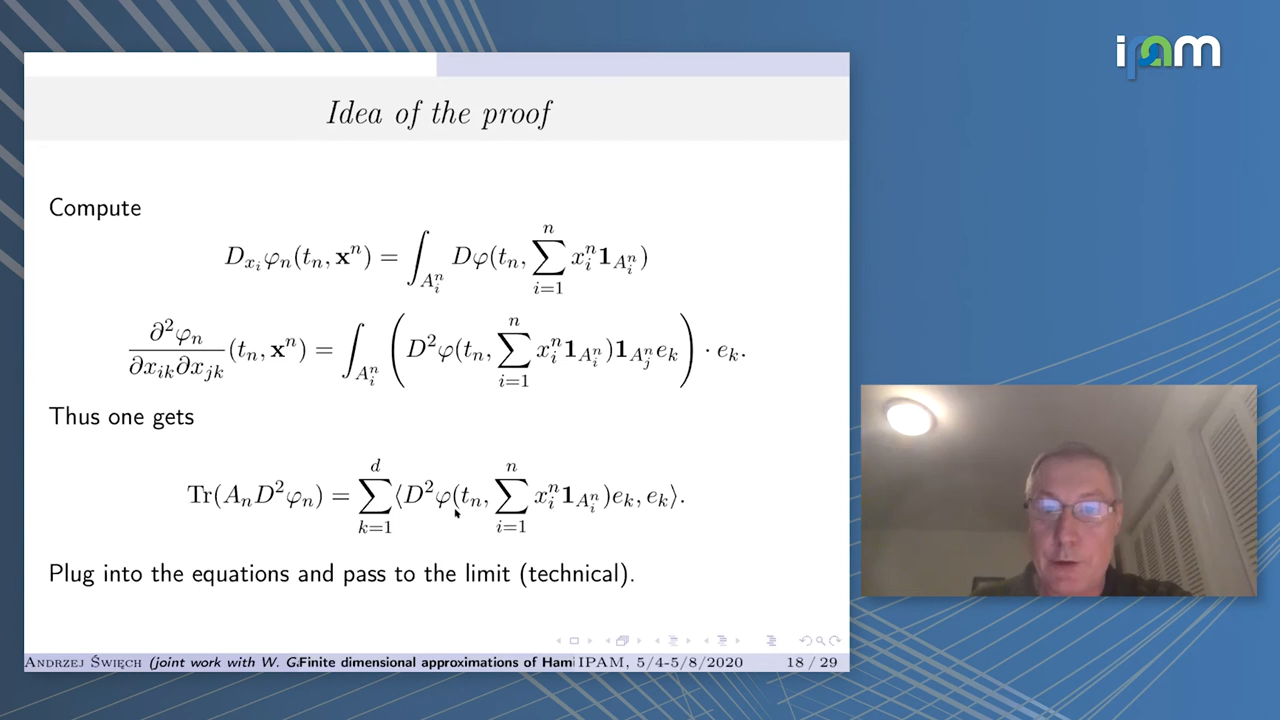 ipam
Idea of the proof
Compute
$D_{x_i}\varphi_n(t_n, \mathbf{x}^n) = \int_{A_i^n} D\varphi(t_n, \sum_{i=1}^{n} x_i^n \mathbf{1}_{A_i^n})$
$\frac{\partial^2 \varphi_n}{\partial x_{ik} \partial x_{jk}}(t_n, \mathbf{x}^n) = \int_{A_i^n} \left( D^2\varphi(t_n, \sum_{i=1}^{n} x_i^n \mathbf{1}_{A_i^n}) \mathbf{1}_{A_j^n} e_k \right) \cdot e_k.$
Thus one gets
$\mathrm{Tr}(A_n D^2 \varphi_n) = \sum_{k=1}^{d} \langle D^2\varphi(t_n, \sum_{i=1}^{n} x_i^n \mathbf{1}_{A_i^n}) e_k, e_k \rangle.$
Plug into the equations and pass to the limit (technical).
Andrzej Święch (joint work with W. G.Finite dimensional approximations of Ham IPAM, 5/4-5/8/2020 18 / 29